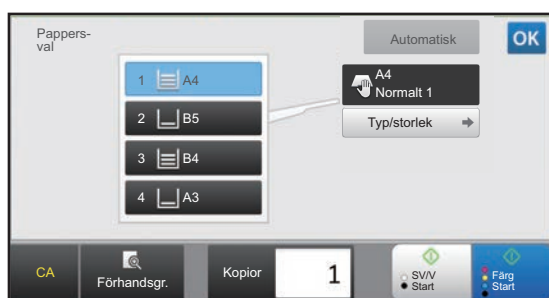 Pappers-
val
Automatisk
OK
1 A4
2 B5
3 B4
4 A3
A4
Normalt 1
Typ/storlek
CA
Förhandsgr.
Kopior
1
SV/V
Start
Färg
Start